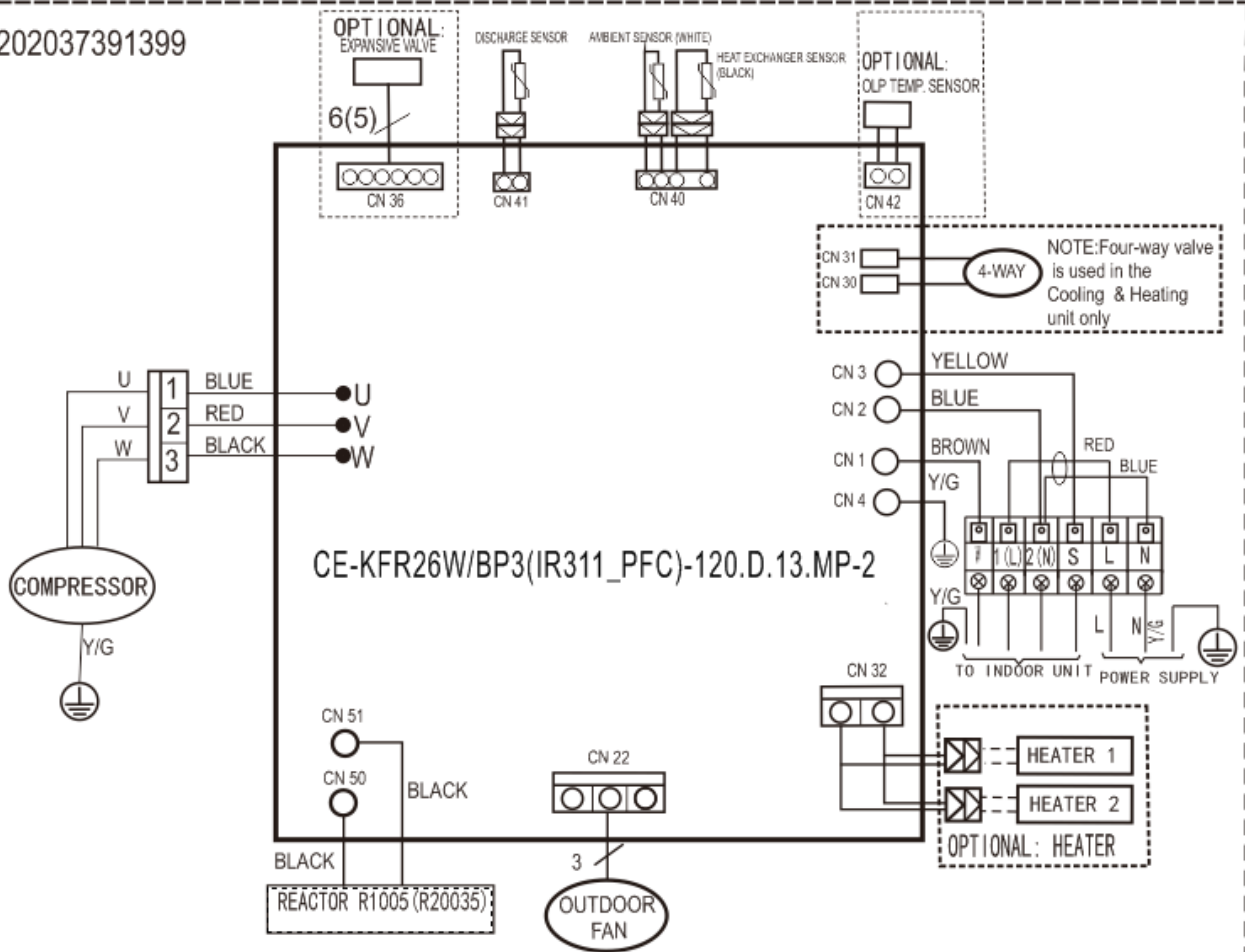 202037391399
OPTIONAL:
EXPANSIVE VALVE
6(5)
CN 36
DISCHARGE SENSOR
CN 41
AMBIENT SENSOR (WHITE)
HEAT EXCHANGER SENSOR
(BLACK)
CN 40
OPTIONAL:
OLP TEMP. SENSOR
CN 42
CN 31
CN 30
4-WAY
NOTE:Four-way valve
is used in the
Cooling & Heating
unit only
U 1 BLUE U
V 2 RED V
W 3 BLACK W
COMPRESSOR
Y/G
CN 3 YELLOW
CN 2 BLUE
CN 1 BROWN
CN 4 Y/G
RED
BLUE
1(L) 2(N) S L N
Y/G
L N Y/G
TO INDOOR UNIT POWER SUPPLY
CE-KFR26W/BP3(IR311_PFC)-120.D.13.MP-2
CN 32
HEATER 1
HEATER 2
OPTIONAL: HEATER
CN 51
CN 50
BLACK
BLACK
REACTOR R1005(R20035)
CN 22
3
OUTDOOR
FAN